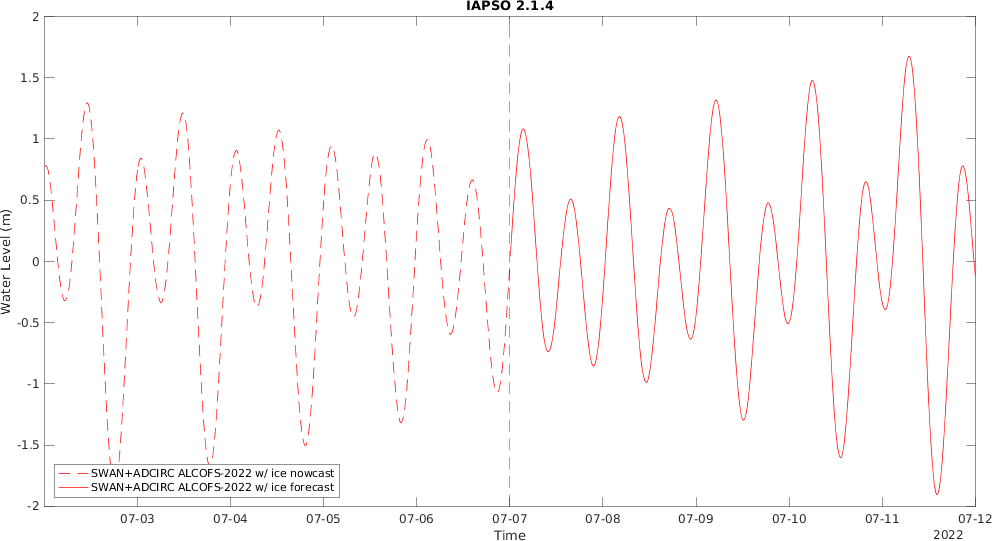 IAPSO 2.1.4
2
1.5
1
0.5
0
-0.5
-1
-1.5
-2
Water Level (m)
SWAN+ADCIRC ALCOFS-2022 w/ ice nowcast
SWAN+ADCIRC ALCOFS-2022 w/ ice forecast
07-03 07-04 07-05 07-06 07-07 07-08 07-09 07-10 07-11 07-12
Time
2022